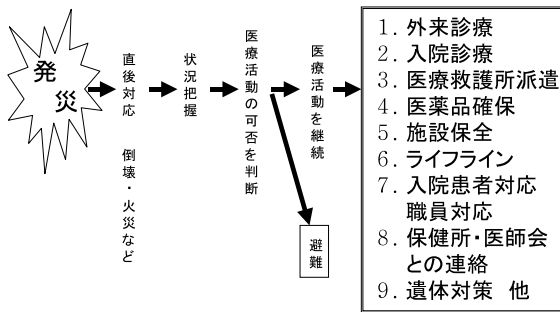 発
災
直後対応
倒壊・火災など
状況把握
医療活動の可否を判断
医療活動を継続
避難
1. 外来診療
2. 入院診療
3. 医療救護所派遣
4. 医薬品確保
5. 施設保全
6. ライフライン
7. 入院患者対応
職員対応
8. 保健所・医師会
との連絡
9. 遺体対策 他